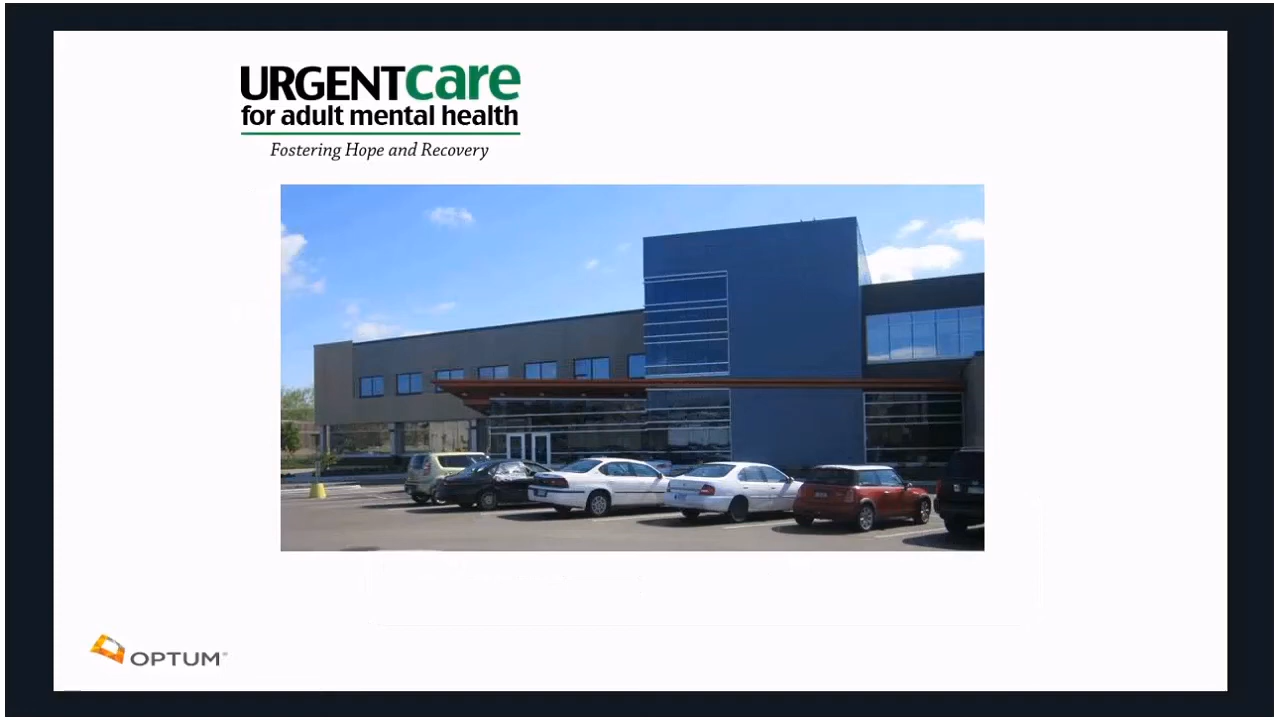 URGENTcare
for adult mental health
Fostering Hope and Recovery
OPTUM®